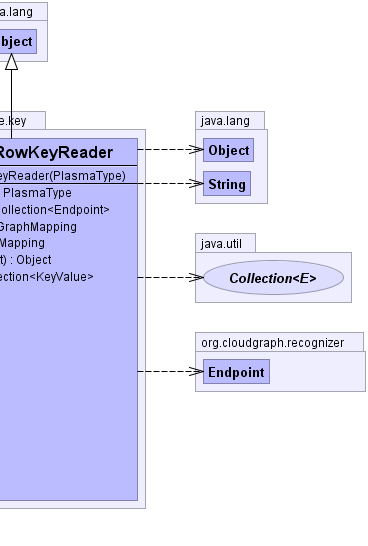 a.lang
bject
e.key
RowKeyReader
eyReader(PlasmaType)
PlasmaType
ollection<Endpoint>
GraphMapping
Mapping
t) : Object
ection<KeyValue>
java.lang
Object
String
java.util
Collection<E>
org.cloudgraph.recognizer
Endpoint